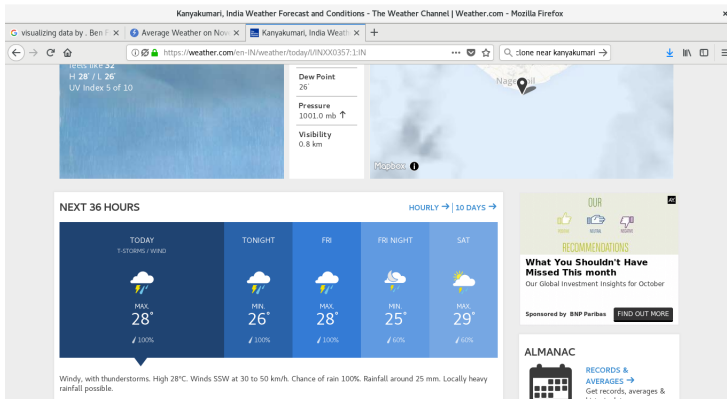 Kanyakumari, India Weather Forecast and Conditions - The Weather Channel | Weather.com - Mozilla Firefox
visualizing data by . Ben F
Average Weather on Nov
Kanyakumari, India Weath
https://weather.com/en-IN/weather/today/l/INXX0357:1:IN
:lone near kanyakumari →
feels like 32°
H 28° / L 26°
UV Index 5 of 10
Dew Point
26°
Pressure
1001.0 mb ↑
Visibility
0.8 km
Mapbox
NEXT 36 HOURS
HOURLY → | 10 DAYS →
TODAY
T-STORMS / WIND
MAX.
28°
100%
TONIGHT
MIN.
26°
100%
FRI
MAX.
28°
100%
FRI NIGHT
MIN.
25°
60%
SAT
MAX.
29°
60%
Windy, with thunderstorms. High 28°C. Winds SSW at 30 to 50 km/h. Chance of rain 100%. Rainfall around 25 mm. Locally heavy
rainfall possible.
OUR
POSITIVE NEUTRAL NEGATIVE
RECOMMENDATIONS
What You Shouldn't Have
Missed This month
Our Global Investment Insights for October
Sponsored by BNP Paribas
FIND OUT MORE
ALMANAC
RECORDS &
AVERAGES →
Get records, averages &